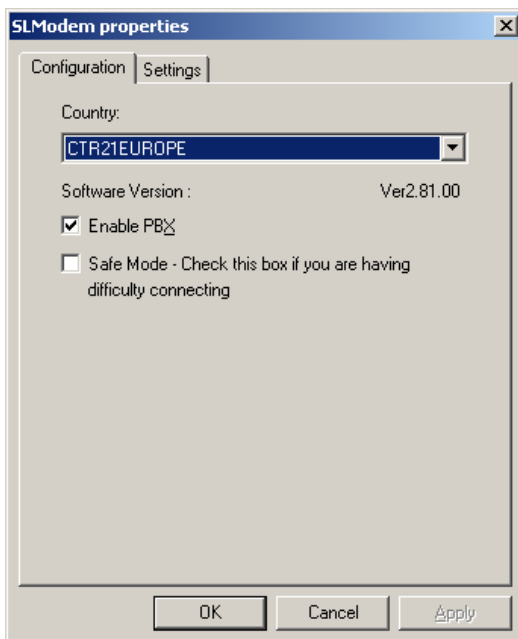 SLModem properties
Configuration
Settings
Country:
CTR21EUROPE
Software Version : Ver2.81.00
Enable PBX
Safe Mode - Check this box if you are having
difficulty connecting
OK
Cancel
Apply